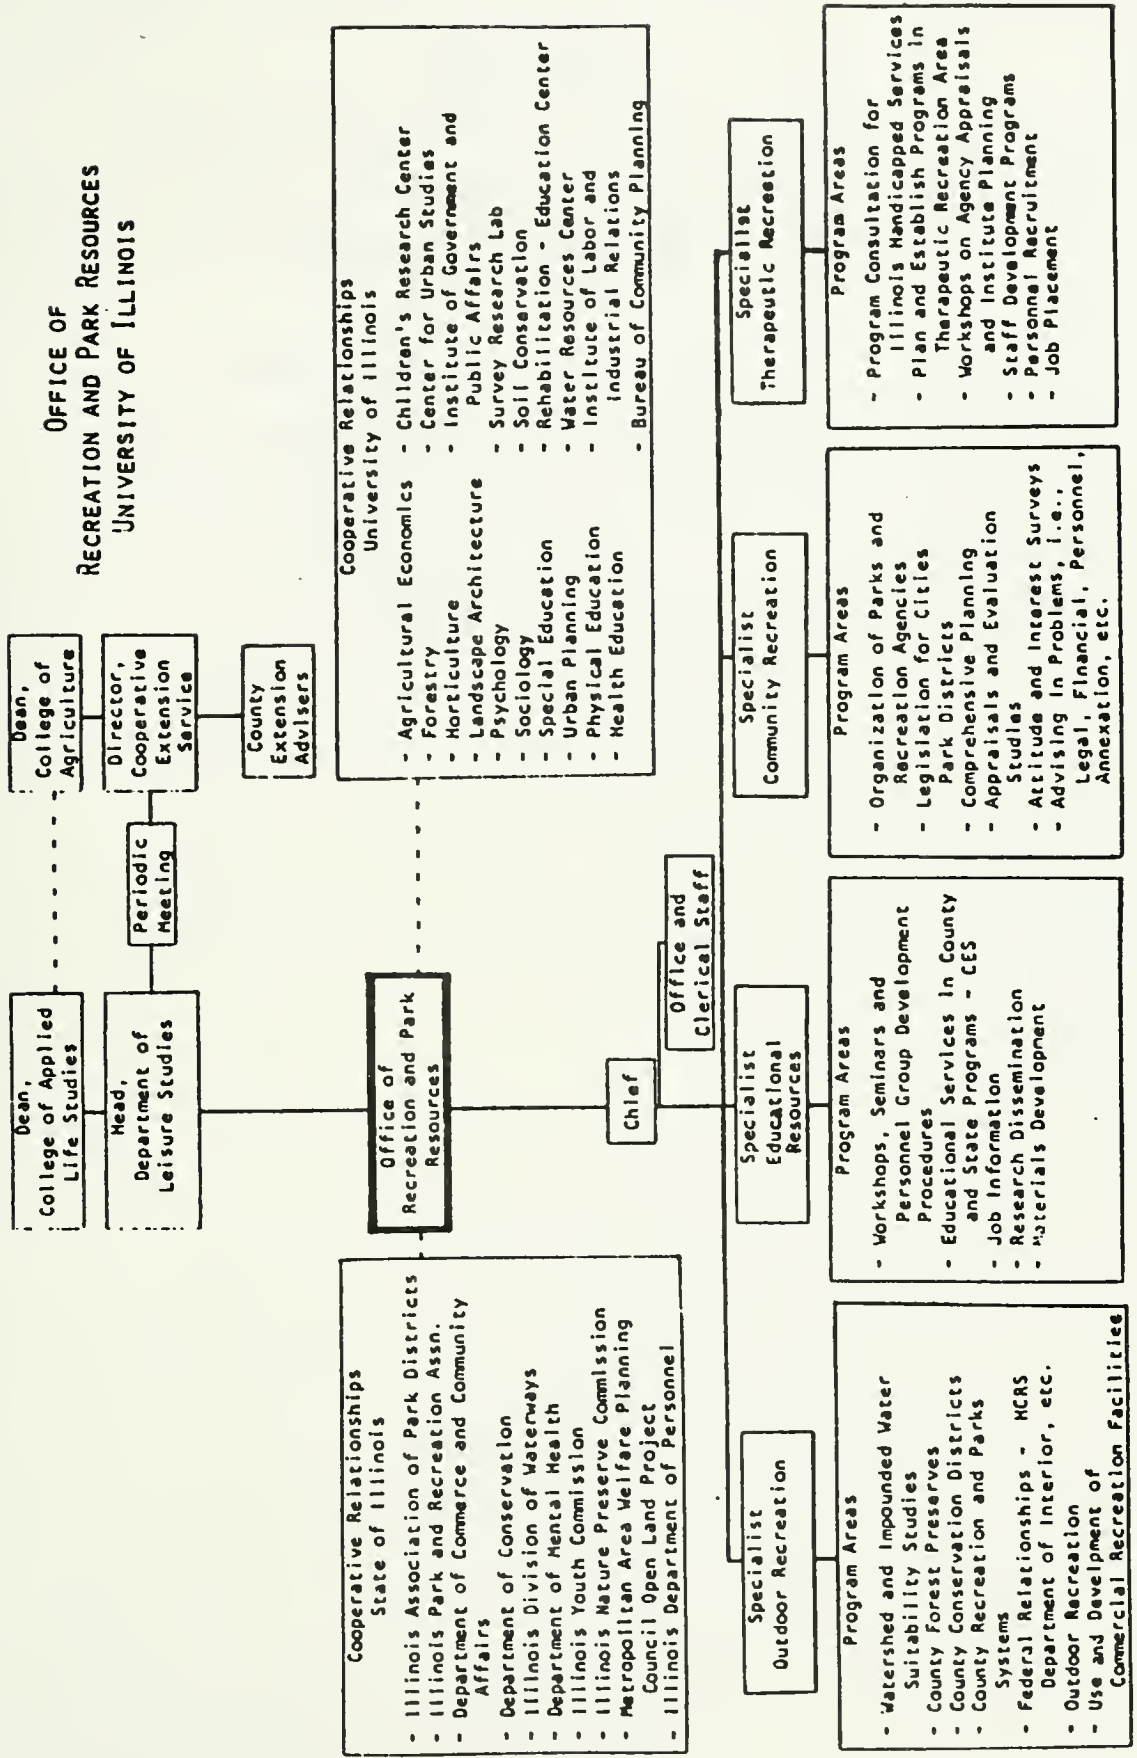 OFFICE OF
RECREATION AND PARK RESOURCES
UNIVERSITY OF ILLINOIS
Dean,
College of Applied
Life Studies
Dean,
College of
Agriculture
Head,
Department of
Leisure Studies
Periodic
Meeting
Director,
Cooperative
Extension
Service
County
Extension
Advisers
Cooperative Relationships
State of Illinois
- Illinois Association of Park Districts
- Illinois Park and Recreation Assn.
- Department of Commerce and Community
Affairs
- Department of Conservation
- Illinois Division of Waterways
- Department of Mental Health
- Illinois Youth Commission
- Illinois Nature Preserve Commission
- Metropolitan Area Welfare Planning
Council Open Land Project
- Illinois Department of Personnel
Office of
Recreation and Park
Resources
Cooperative Relationships
University of Illinois
- Agricultural Economics
- Forestry
- Horticulture
- Landscape Architecture
- Psychology
- Sociology
- Special Education
- Urban Planning
- Physical Education
- Health Education
- Children's Research Center
- Center for Urban Studies
- Institute of Government and
Public Affairs
- Survey Research Lab
- Soil Conservation
- Rehabilitation - Education Center
- Water Resources Center
- Institute of Labor and
Industrial Relations
- Bureau of Community Planning
Chief
Office and
Clerical Staff
Specialist
Outdoor Recreation
Program Areas
- Watershed and Impounded Water
Suitability Studies
- County Forest Preserves
- County Conservation Districts
- County Recreation and Parks
Systems
- Federal Relationships - HCRS
Department of Interior, etc.
- Outdoor Recreation
- Use and Develpment of
Commercial Recreation Facilities
Specialist
Educational
Resources
Program Areas
- Workshops, Seminars and
Personnel Group Development
Procedures
- Educational Services in County
and State Programs - CES
- Job Information
- Research Dissemination
- Materials Development
Specialist
Community Recreation
Program Areas
- Organization of Parks and
Recreation Agencies
- Legislation for Cities
Park Districts
- Comprehensive Planning
- Appraisals and Evaluation
Studies
- Attitude and Interest Surveys
- Advising in Problems, i.e.,
Legal, Financial, Personnel,
Annexation, etc.
Specialist
Therapeutic Recreation
Program Areas
- Program Consultation for
Illinois Handicapped Services
- Plan and Establish Programs in
Therapeutic Recreation Area
- Workshops on Agency Appraisals
and Institute Planning
- Staff Development Programs
- Personal Recruitment
- Job Placement